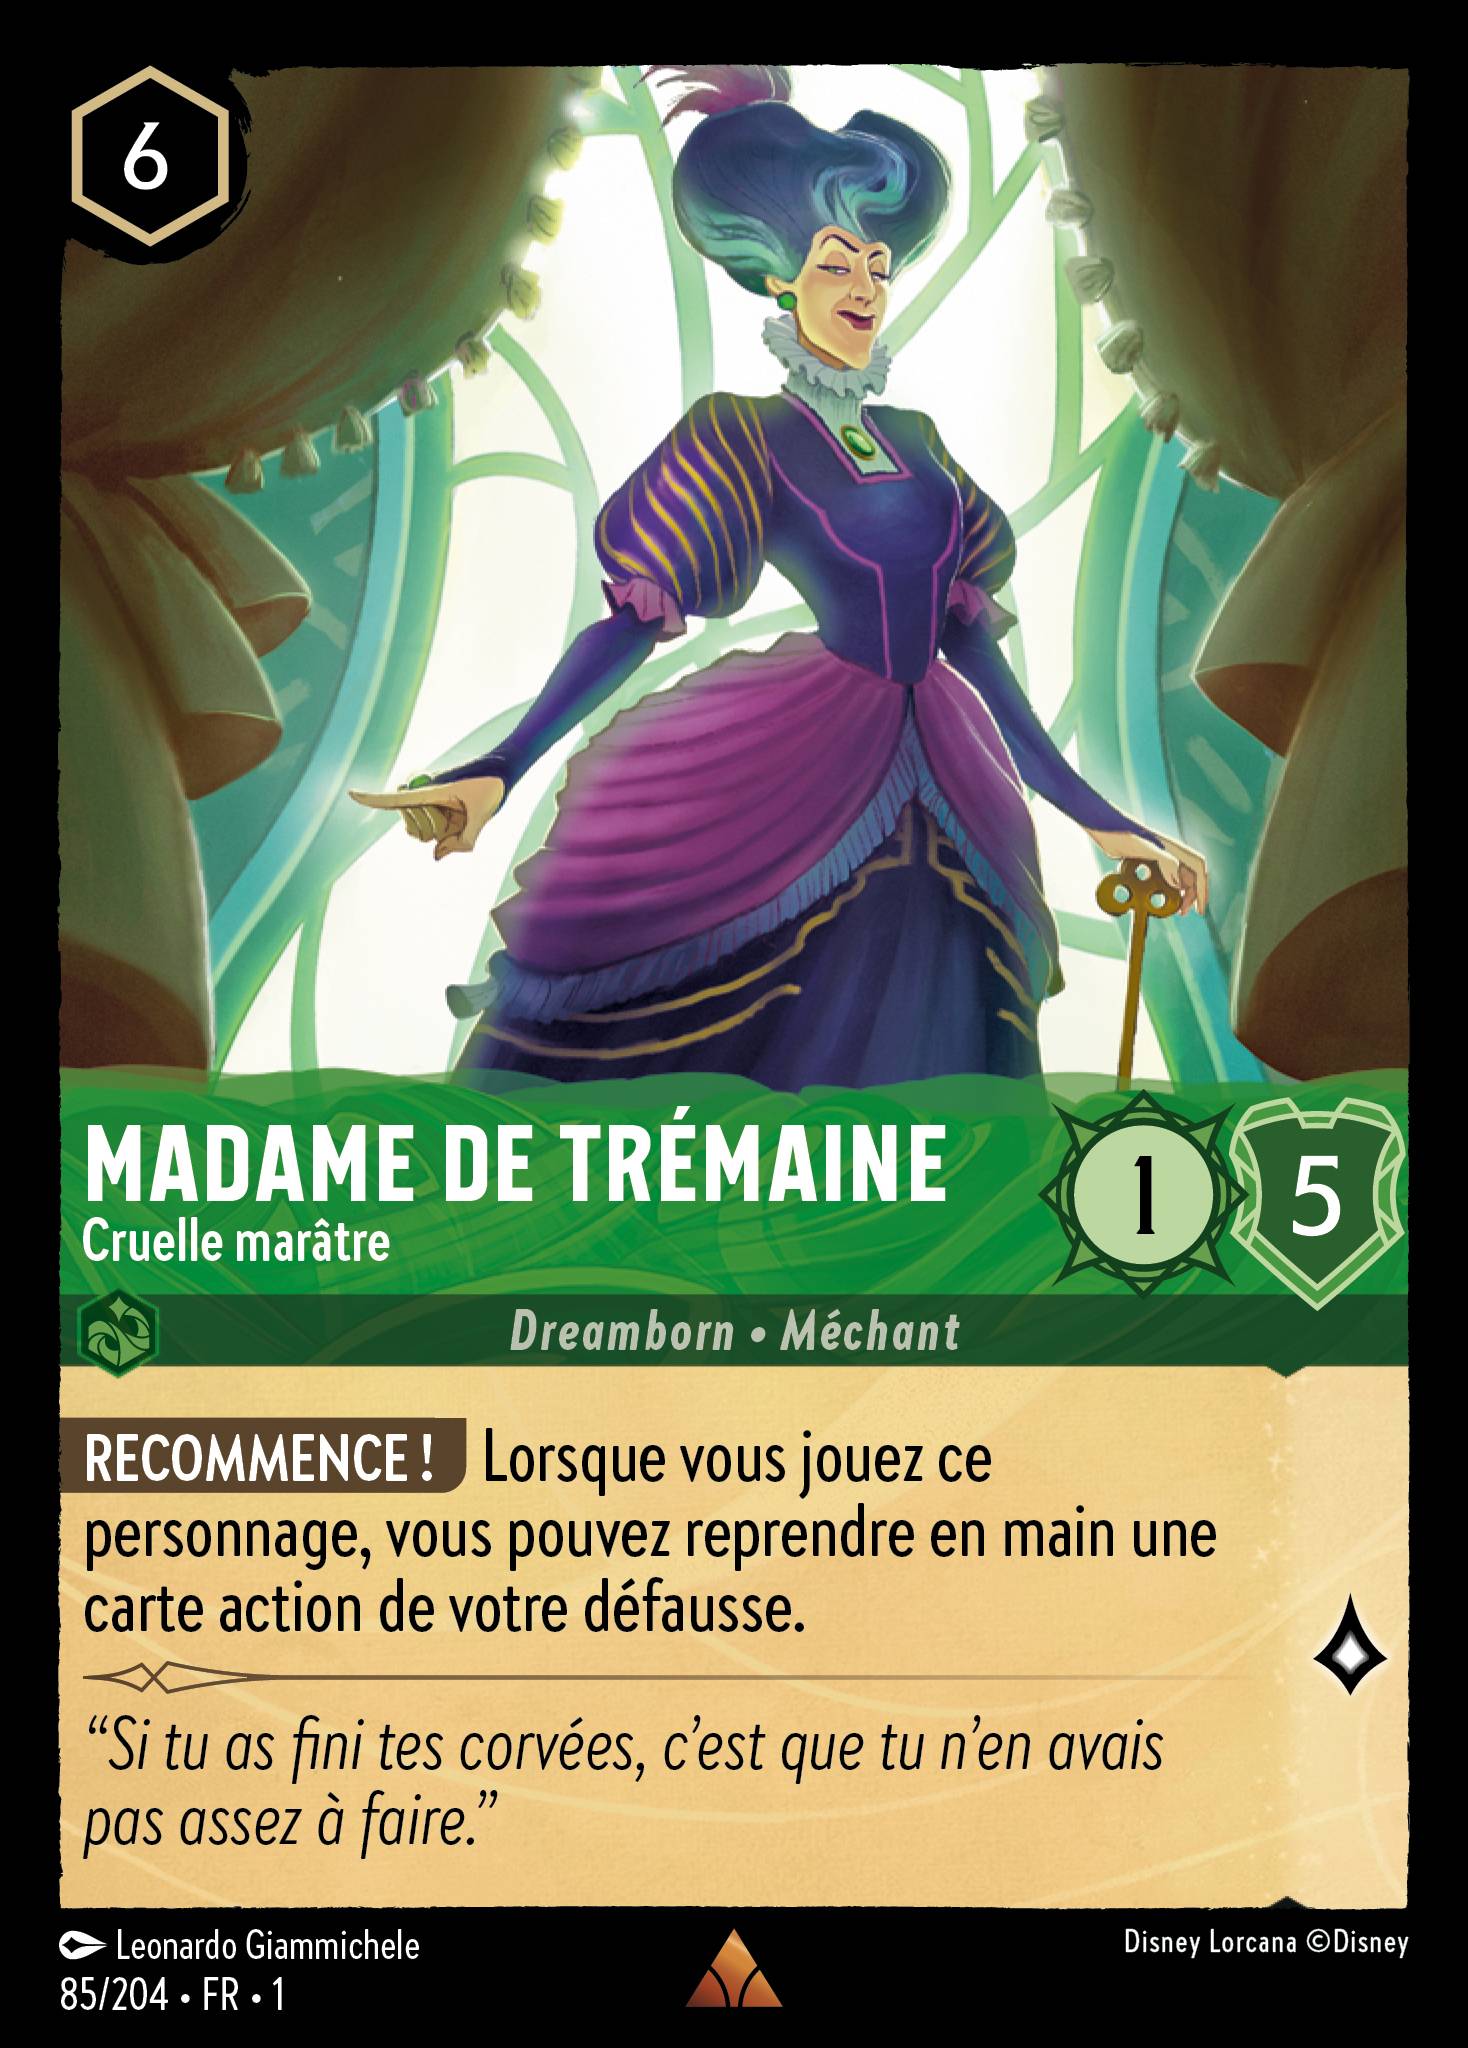 6
MADAME DE TRÉMAINE
Cruelle marâtre
1
5
Dreamborn • Méchant
RECOMMENCE ! Lorsque vous jouez ce
personnage, vous pouvez reprendre en main une
carte action de votre défausse.
“Si tu as fini tes corvées, c’est que tu n’en avais
pas assez à faire.”
Leonardo Giammichele
Disney Lorcana ©Disney
85/204 • FR • 1